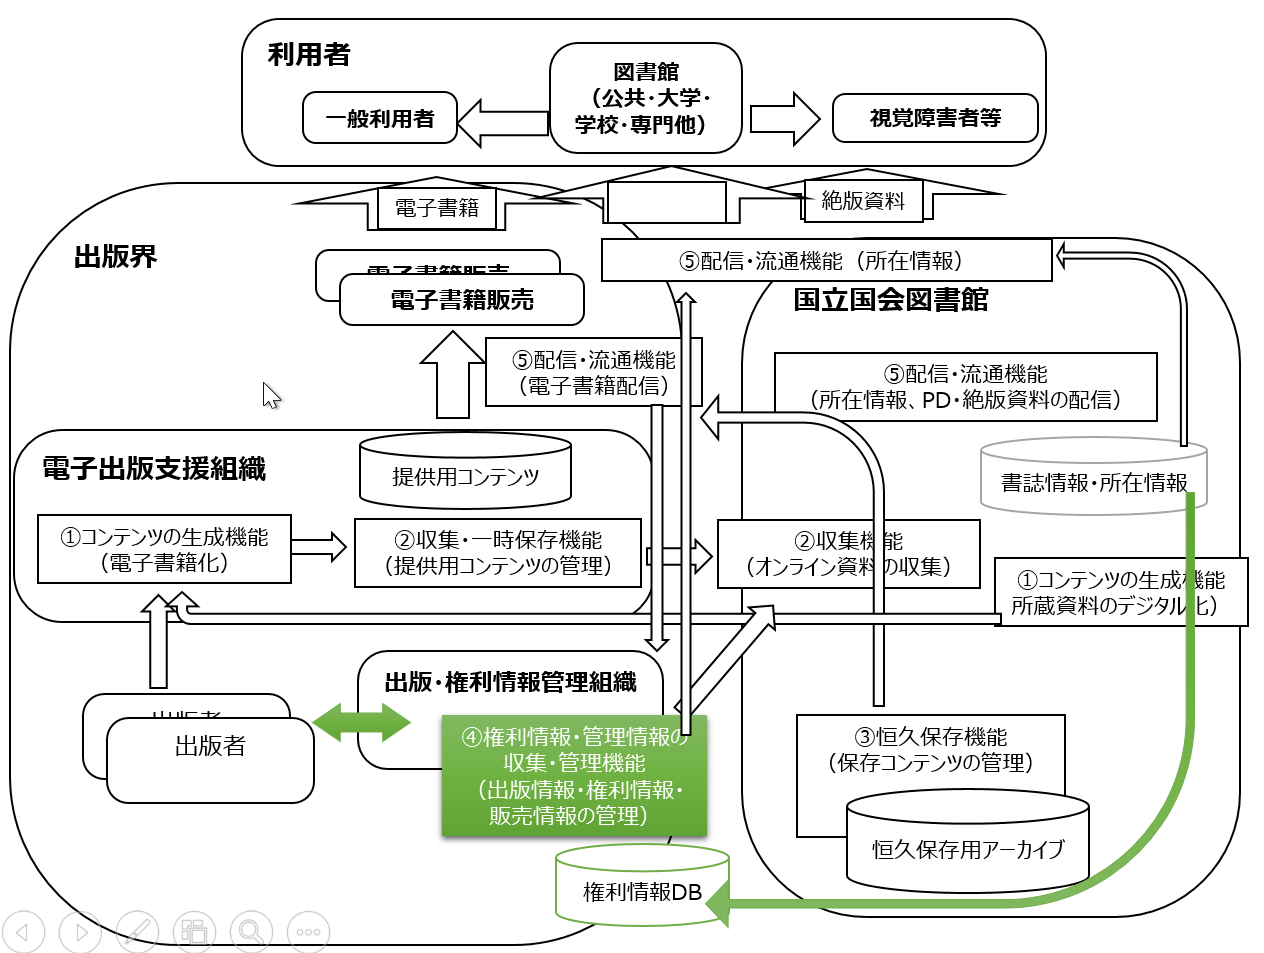 利用者
図書館
（公共・大学・
学校・専門他）
一般利用者
視覚障害者等
電子書籍
絶版資料
出版界
電子書籍販売
電子書籍販売
⑤配信・流通機能（所在情報）
国立国会図書館
⑤配信・流通機能
（電子書籍配信）
⑤配信・流通機能
（所在情報、PD・絶版資料の配信）
電子出版支援組織
提供用コンテンツ
書誌情報・所在情報
①コンテンツの生成機能
（電子書籍化）
②収集・一時保存機能
（提供用コンテンツの管理）
②収集機能
（オンライン資料の収集）
①コンテンツの生成機能
所蔵資料のデジタル化）
出版・権利情報管理組織
出版者
出版者
④権利情報・管理情報の
収集・管理機能
（出版情報・権利情報・
販売情報の管理）
③恒久保存機能
（保存コンテンツの管理）
恒久保存用アーカイブ
権利情報DB